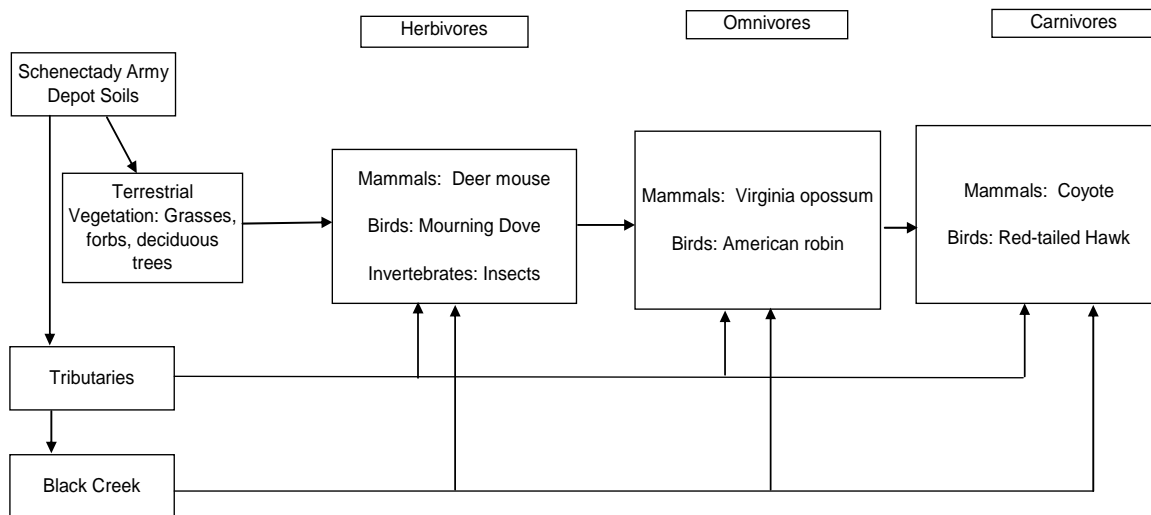 Herbivores
Omnivores
Carnivores
Schenectady Army
Depot Soils
Terrestrial
Vegetation: Grasses,
forbs, deciduous
trees
Mammals: Deer mouse
Birds: Mourning Dove
Invertebrates: Insects
Mammals: Virginia opossum
Birds: American robin
Mammals: Coyote
Birds: Red-tailed Hawk
Tributaries
Black Creek